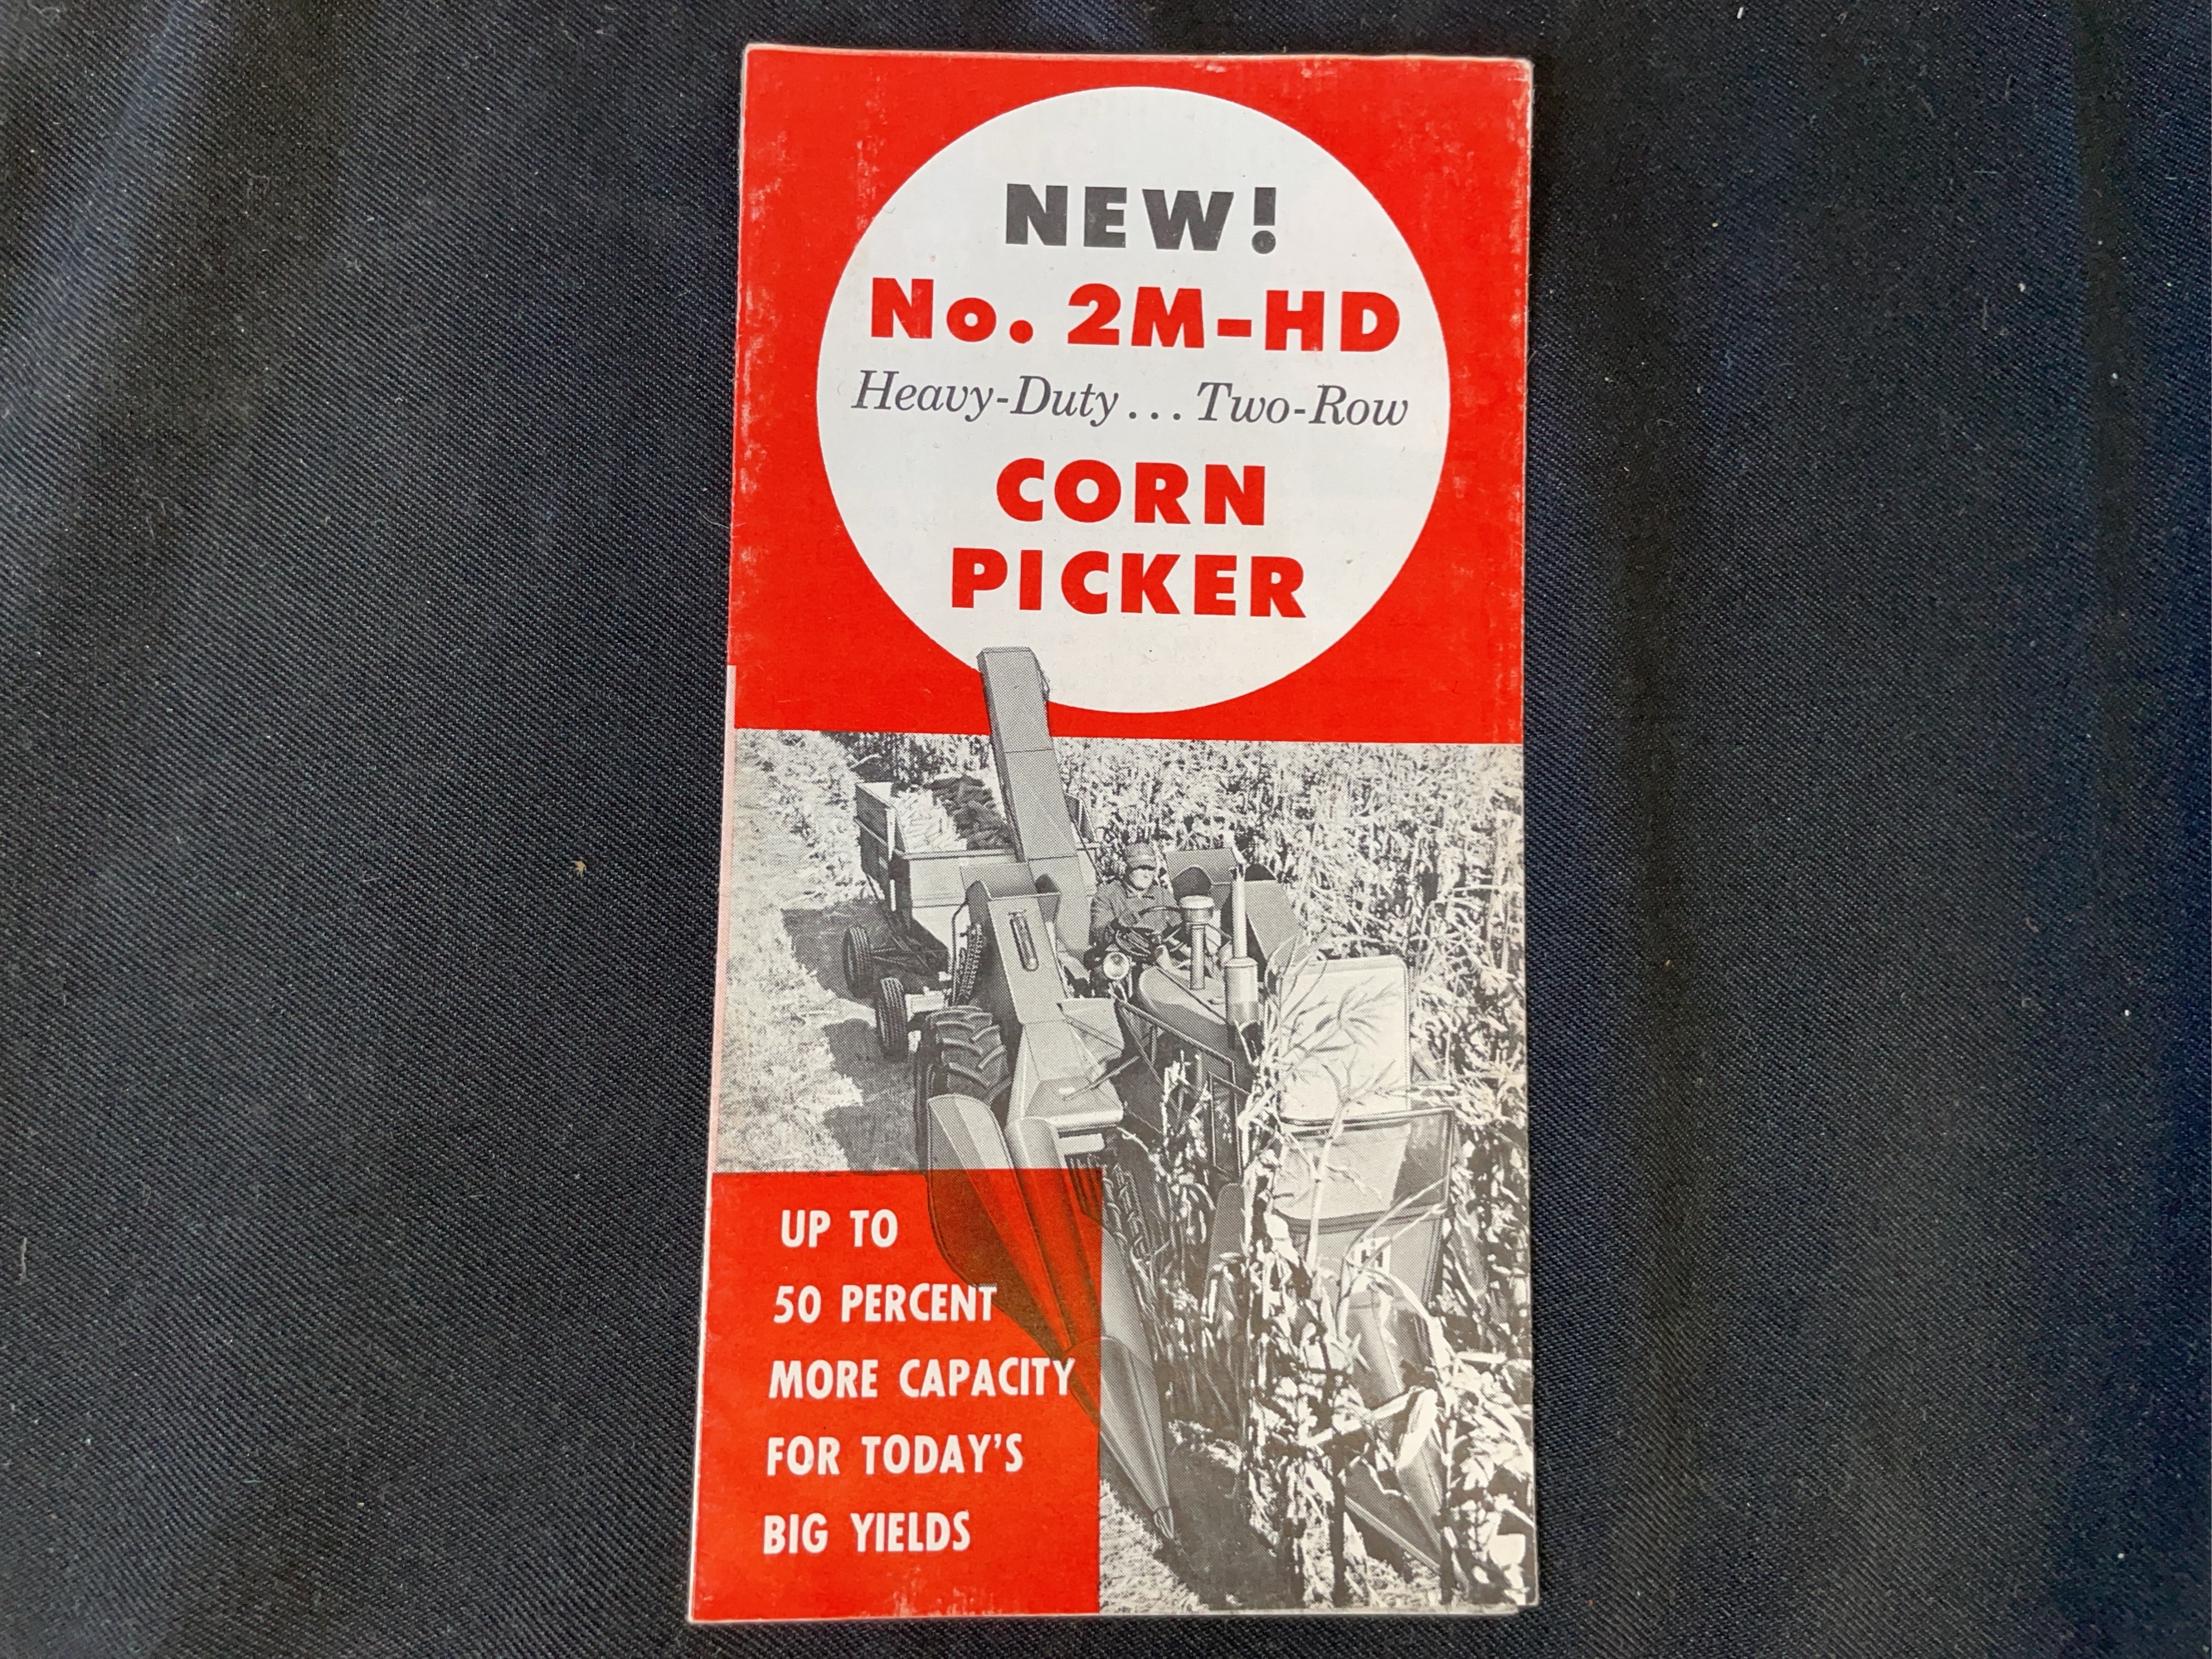 NEW!
No. 2M-HD
Heavy-Duty... Two-Row
CORN
PICKER
UP TO
50 PERCENT
MORE CAPACITY
FOR TODAY'S
BIG YIELDS